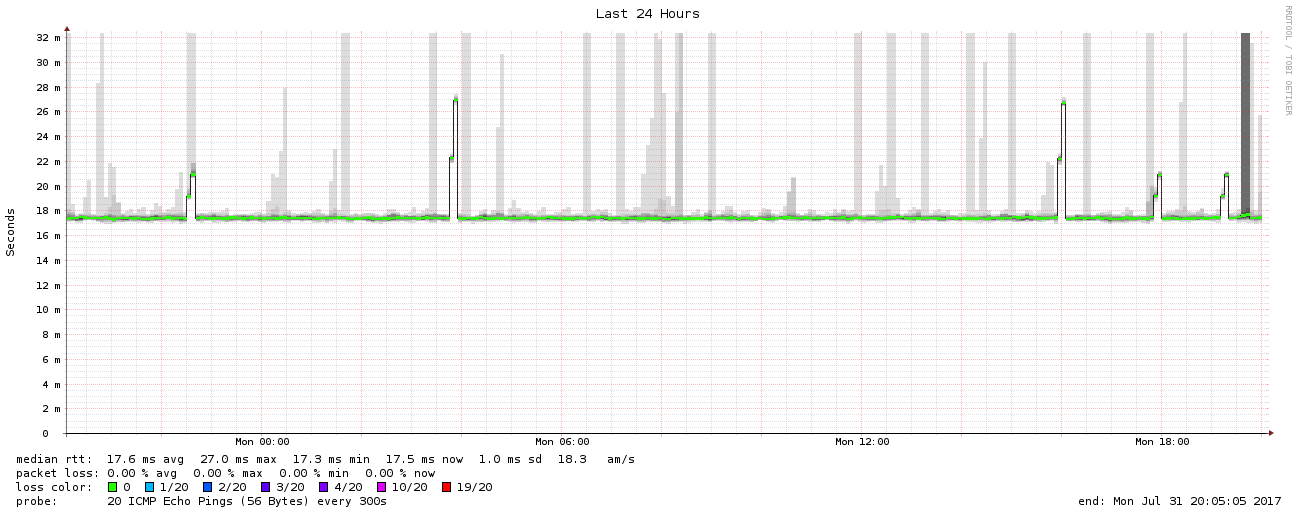 Last 24 Hours
RRDTOOL / TOBI OETIKER
Seconds
32 m
30 m
28 m
26 m
24 m
22 m
20 m
18 m
16 m
14 m
12 m
10 m
8 m
6 m
4 m
2 m
0
Mon 00:00 Mon 06:00 Mon 12:00 Mon 18:00
median rtt: 17.6 ms avg 27.0 ms max 17.3 ms min 17.5 ms now 1.0 ms sd 18.3 am/s
packet loss: 0.00 % avg 0.00 % max 0.00 % min 0.00 % now
loss color: 0 1/20 2/20 3/20 4/20 10/20 19/20
probe: 20 ICMP Echo Pings (56 Bytes) every 300s end: Mon Jul 31 20:05:05 2017